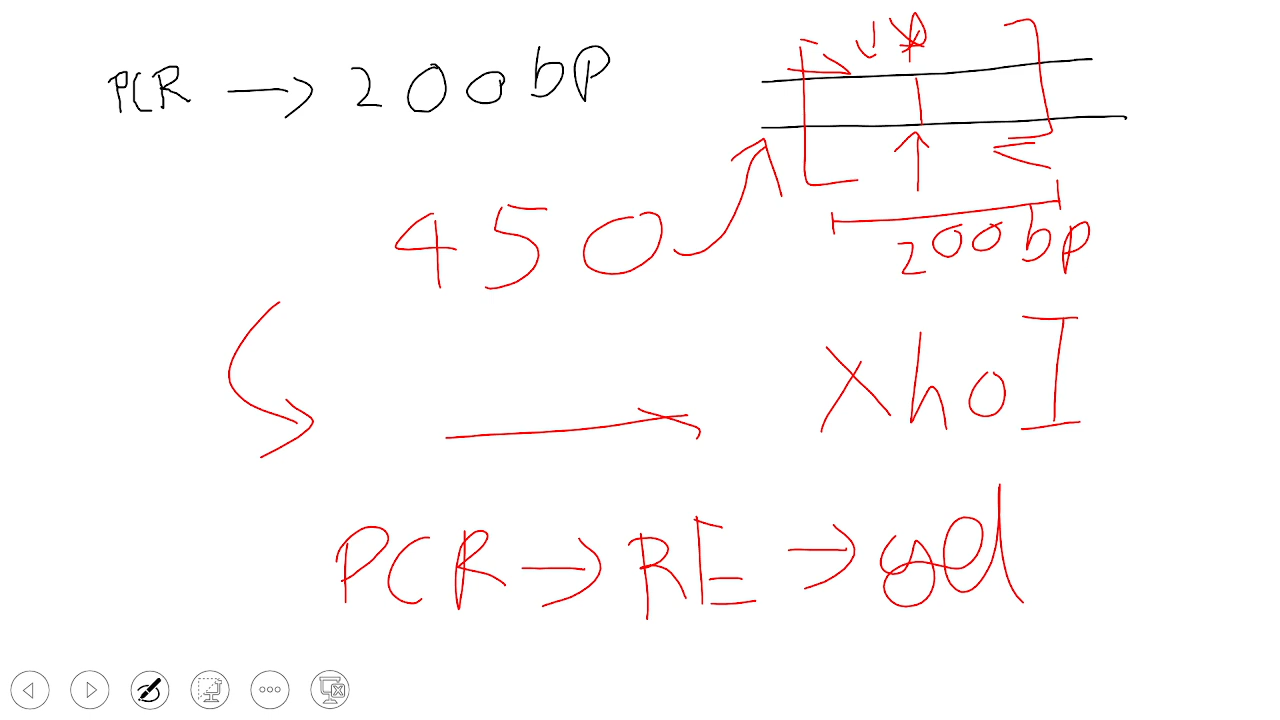 PCR → 200bp
450
200bp
XhoI
PCR → RE → gel